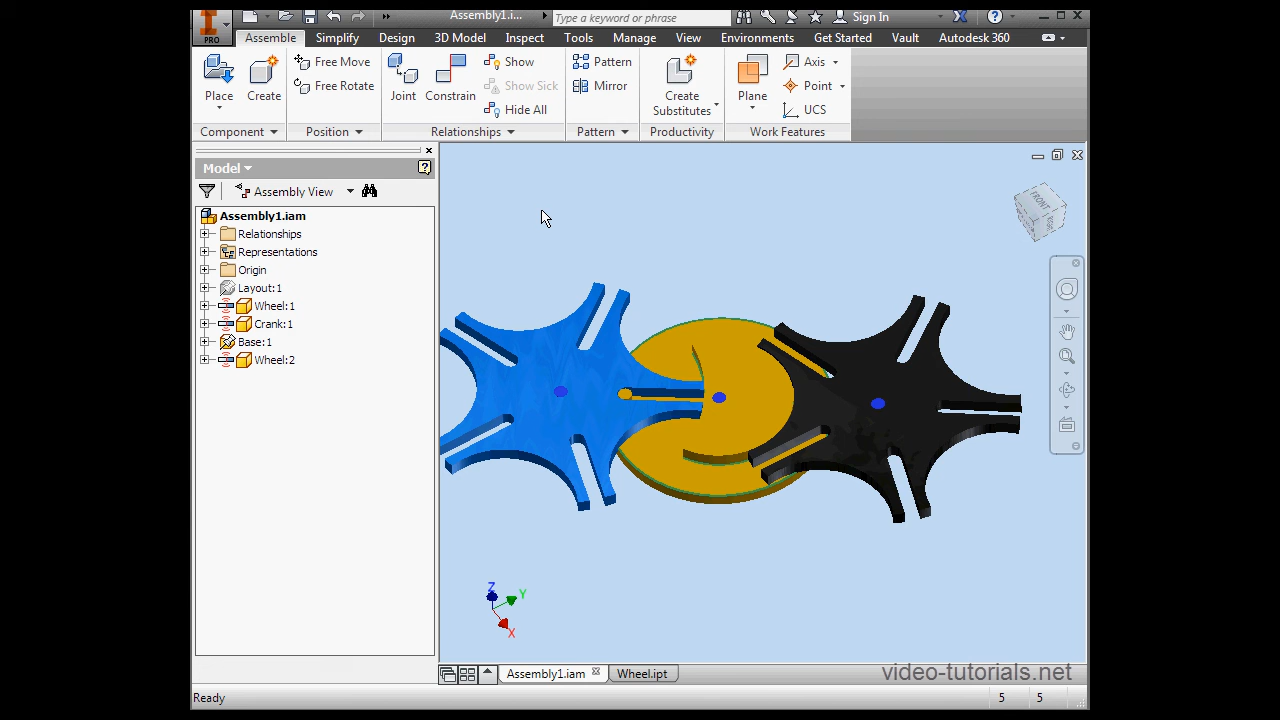 Assembly1.i... Type a keyword or phrase Sign In
PRO
Assemble Simplify Design 3D Model Inspect Tools Manage View Environments Get Started Vault Autodesk 360
Place Create Free Move Joint Constrain Show Pattern Create Substitutes Plane Axis
Free Rotate Show Sick Mirror Point
Hide All UCS
Component Position Relationships Pattern Productivity Work Features
Model
Assembly View
Assembly1.iam
Relationships
Representations
Origin
Layout:1
Wheel:1
Crank:1
Base:1
Wheel:2
FRONT
Z
Y
X
Assembly1.iam Wheel.ipt
video-tutorials.net
Ready 5 5